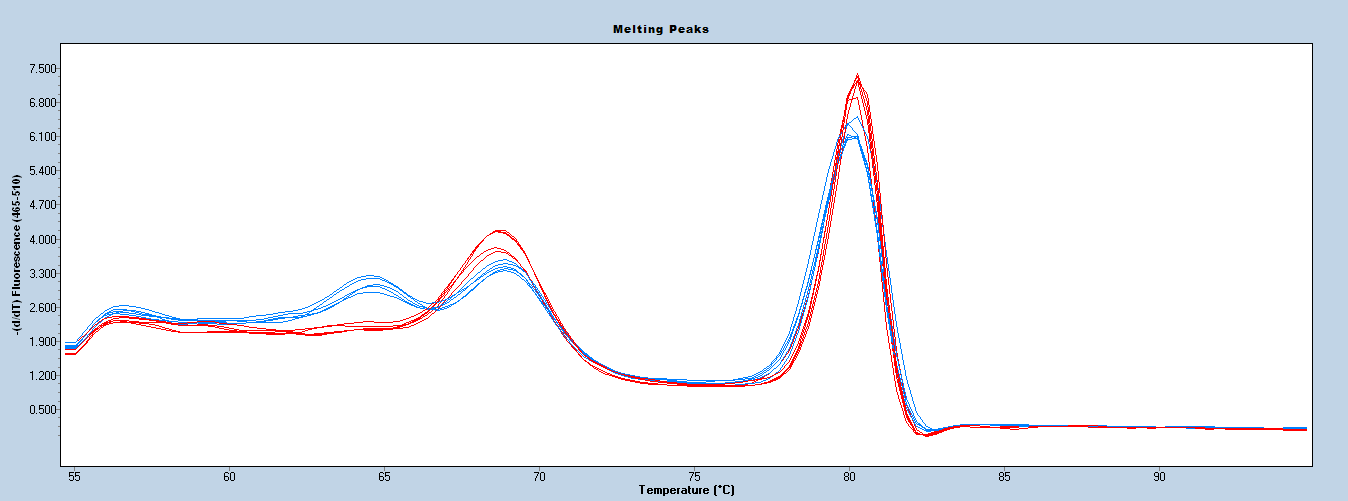 Melting Peaks
-(d/dT) Fluorescence (465-510)
7.500
6.800
6.100
5.400
4.700
4.000
3.300
2.600
1.900
1.200
0.500
55 60 65 70 75 80 85 90
Temperature (°C)